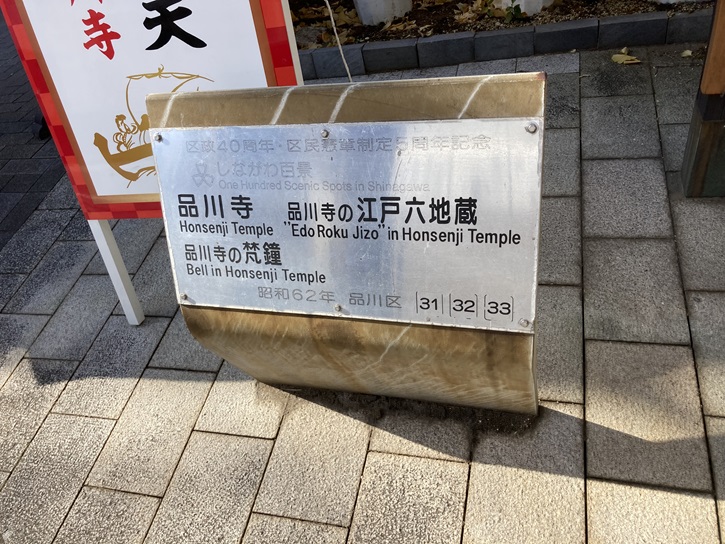 天
寺
区政40周年・区民憲章制定5周年記念
しながわ百景
One Hundred Scenic Spots in Shinagawa
品川寺 品川寺の江戸六地蔵
Honsenji Temple "Edo Roku Jizo" in Honsenji Temple
品川寺の梵鐘
Bell in Honsenji Temple
昭和62年 品川区 31 32 33